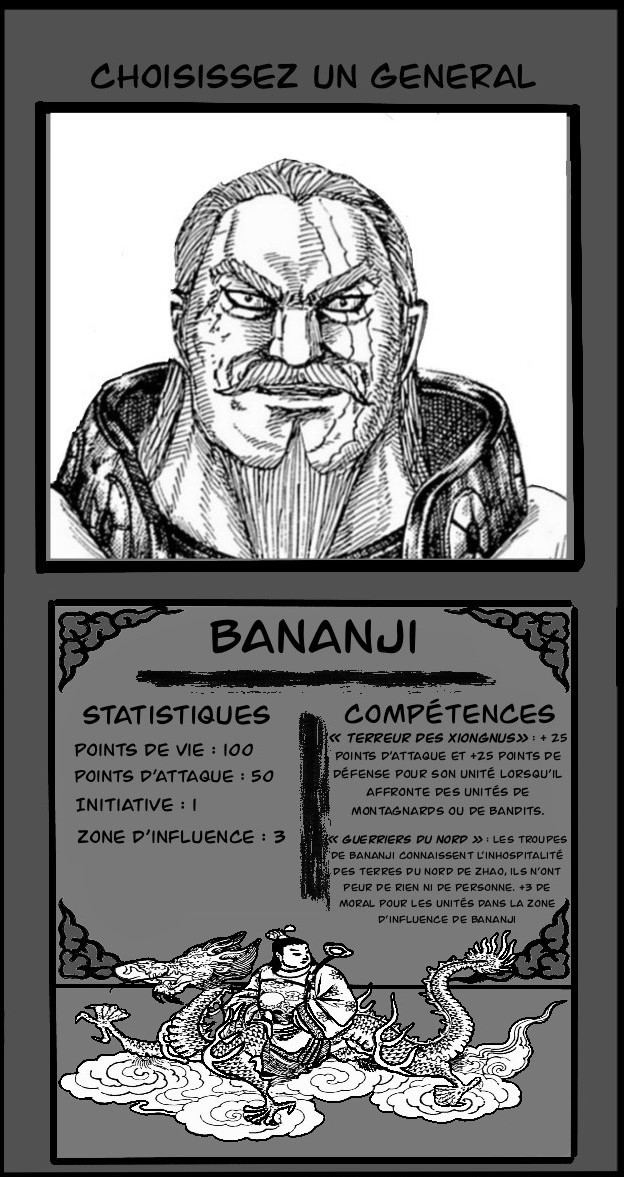 CHOISISSEZ UN GENERAL
BANANJI
STATISTIQUES
POINTS DE VIE : 100
POINTS D'ATTAQUE : 50
INITIATIVE : 1
ZONE D'INFLUENCE : 3
COMPÉTENCES
« TERREUR DES XIONGNUS» : + 25
POINTS D'ATTAQUE ET +25 POINTS DE
DÉFENSE POUR SON UNITÉ LORSQU'IL
AFFRONTE DES UNITÉS DE
MONTAGNARDS OU DE BANDITS.
« GUERRIERS DU NORD » : LES TROUPES
DE BANANJI CONNAISSENT L'INHOSPITALITÉ
DES TERRES DU NORD DE ZHAO, ILS N'ONT
PEUR DE RIEN NI DE PERSONNE. +3 DE
MORAL POUR LES UNITÉS DANS LA ZONE
D'INFLUENCE DE BANANJI